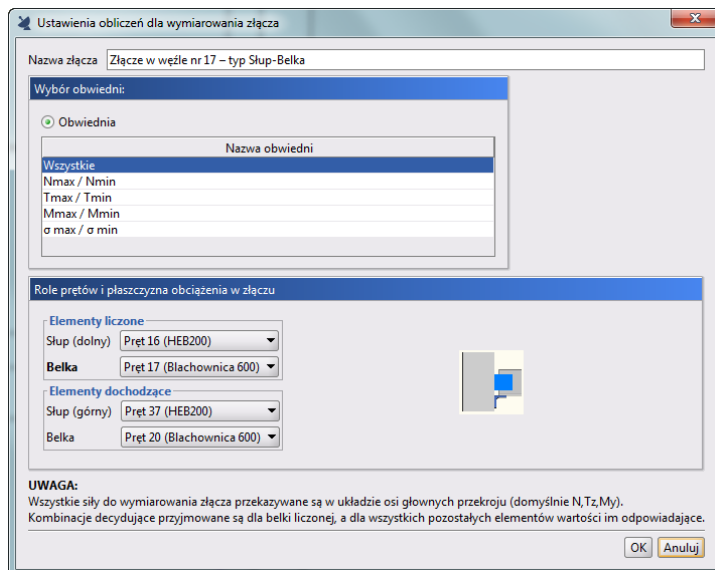 Ustawienia obliczeń dla wymiarowania złącza
Nazwa złącza Złącze w węźle nr 17 – typ Słup-Belka
Wybór obwiedni:
Obwiednia
Nazwa obwiedni
Wszystkie
Nmax / Nmin
Tmax / Tmin
Mmax / Mmin
σ max / σ min
Role prętów i płaszczyzna obciążenia w złączu
Elementy liczone
Słup (dolny) Pręt 16 (HEB200)
Belka Pręt 17 (Blachownica 600)
Elementy dochodzące
Słup (górny) Pręt 37 (HEB200)
Belka Pręt 20 (Blachownica 600)
UWAGA:
Wszystkie siły do wymiarowania złącza przekazywane są w układzie osi głownych przekroju (domyślnie N,Tz,My).
Kombinacje decydujące przyjmowane są dla belki liczonej, a dla wszystkich pozostałych elementów wartości im odpowiadające.
OK Anuluj